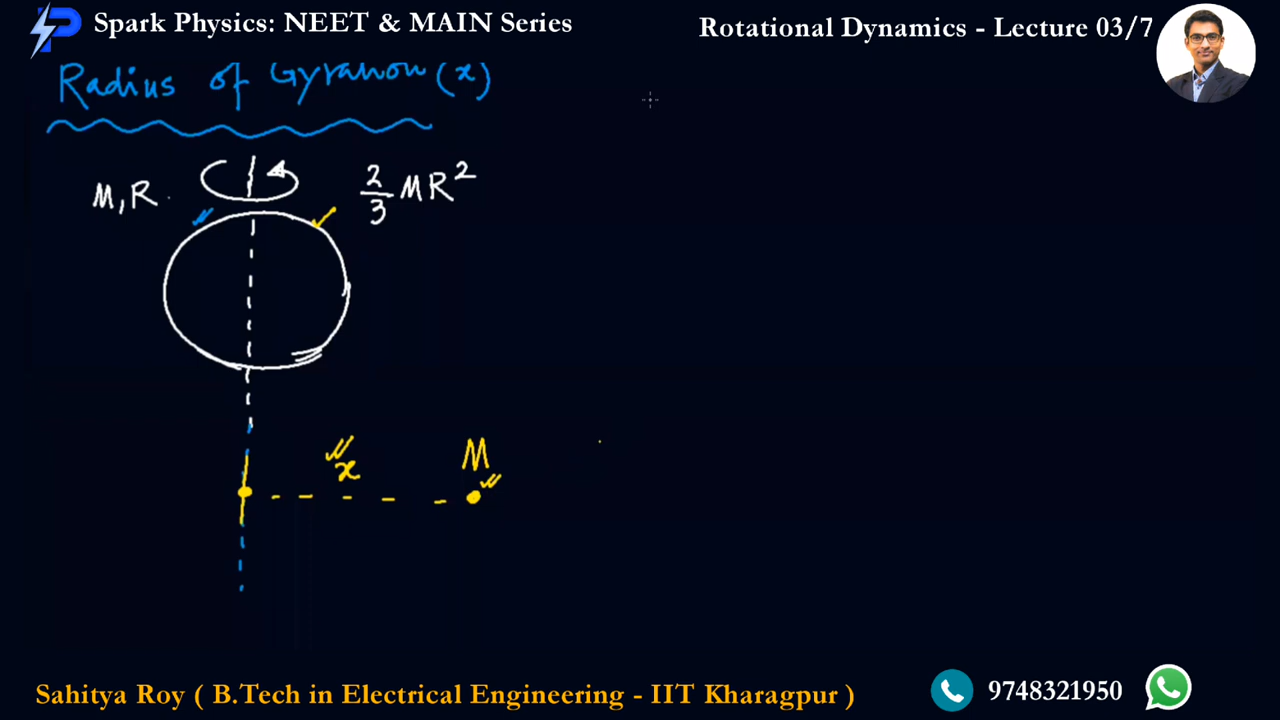 Spark Physics: NEET & MAIN Series
Rotational Dynamics - Lecture 03/7
Radius of Gyration (x)
M, R
2/3 MR²
x
M
Sahitya Roy ( B.Tech in Electrical Engineering - IIT Kharagpur )
9748321950